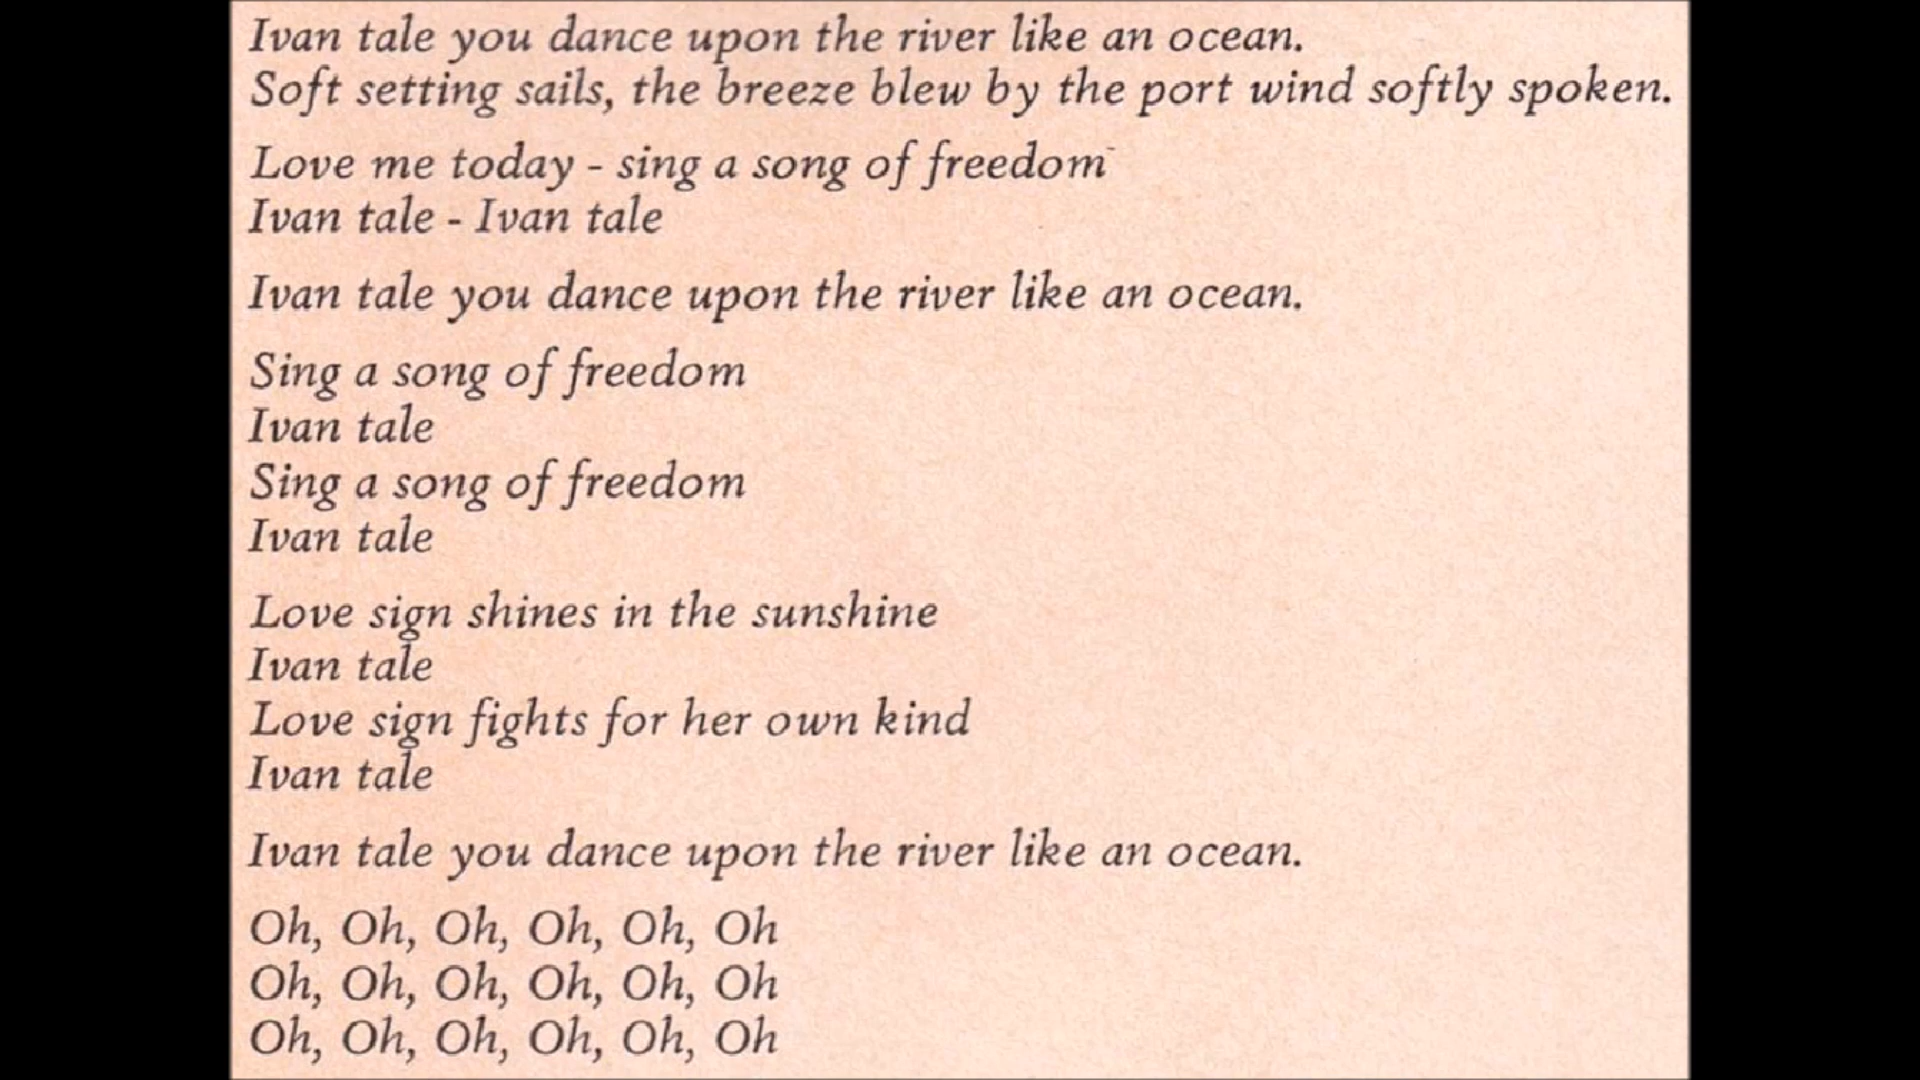 Ivan tale you dance upon the river like an ocean.
Soft setting sails, the breeze blew by the port wind softly spoken.
Love me today - sing a song of freedom
Ivan tale - Ivan tale
Ivan tale you dance upon the river like an ocean.
Sing a song of freedom
Ivan tale
Sing a song of freedom
Ivan tale
Love sign shines in the sunshine
Ivan tale
Love sign fights for her own kind
Ivan tale
Ivan tale you dance upon the river like an ocean.
Oh, Oh, Oh, Oh, Oh, Oh
Oh, Oh, Oh, Oh, Oh, Oh
Oh, Oh, Oh, Oh, Oh, Oh